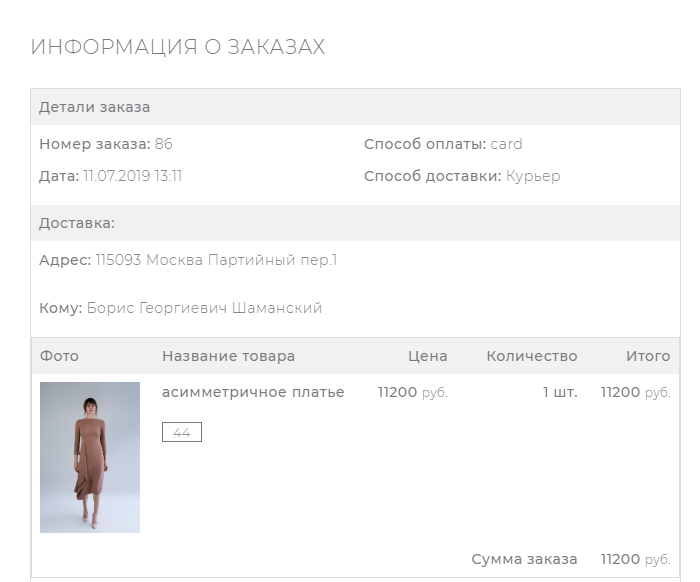 ИНФОРМАЦИЯ О ЗАКАЗАХ
Детали заказа
Номер заказа: 86 Способ оплаты: card
Дата: 11.07.2019 13:11 Способ доставки: Курьер
Доставка:
Адрес: 115093 Москва Партийный пер.1
Кому: Борис Георгиевич Шаманский
Фото Название товара Цена Количество Итого
асимметричное платье 11200 руб. 1 шт. 11200 руб.
44
Сумма заказа 11200 руб.